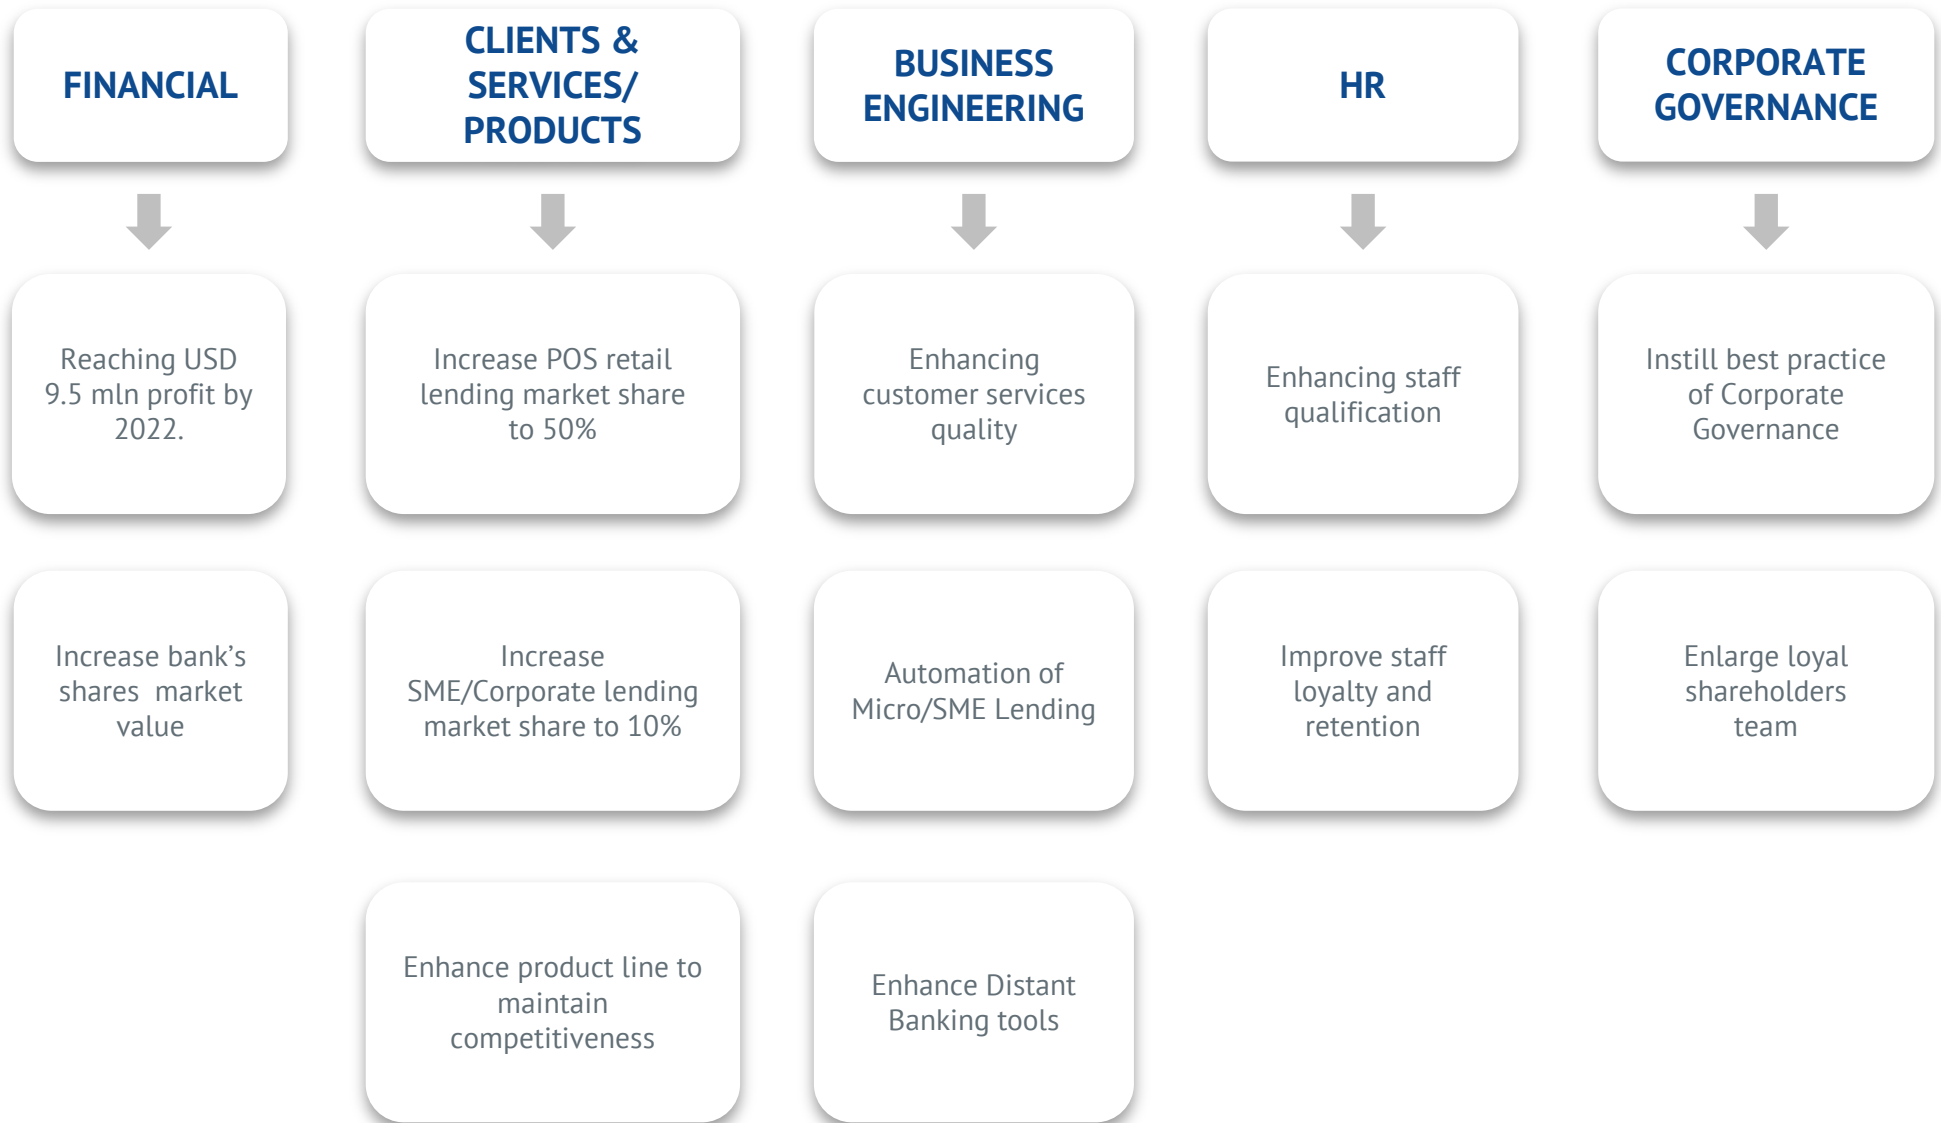 FINANCIAL
CLIENTS &
SERVICES/
PRODUCTS
BUSINESS
ENGINEERING
HR
CORPORATE
GOVERNANCE
Reaching USD
9.5 mln profit by
2022.
Increase POS retail
lending market share
to 50%
Enhancing
customer services
quality
Enhancing staff
qualification
Instill best practice
of Corporate
Governance
Increase bank’s
shares  market
value
Increase
SME/Corporate lending
market share to 10%
Automation of
Micro/SME Lending
Improve staff
loyalty and
retention
Enlarge loyal
shareholders
team
Enhance product line to
maintain
competitiveness
Enhance Distant
Banking tools